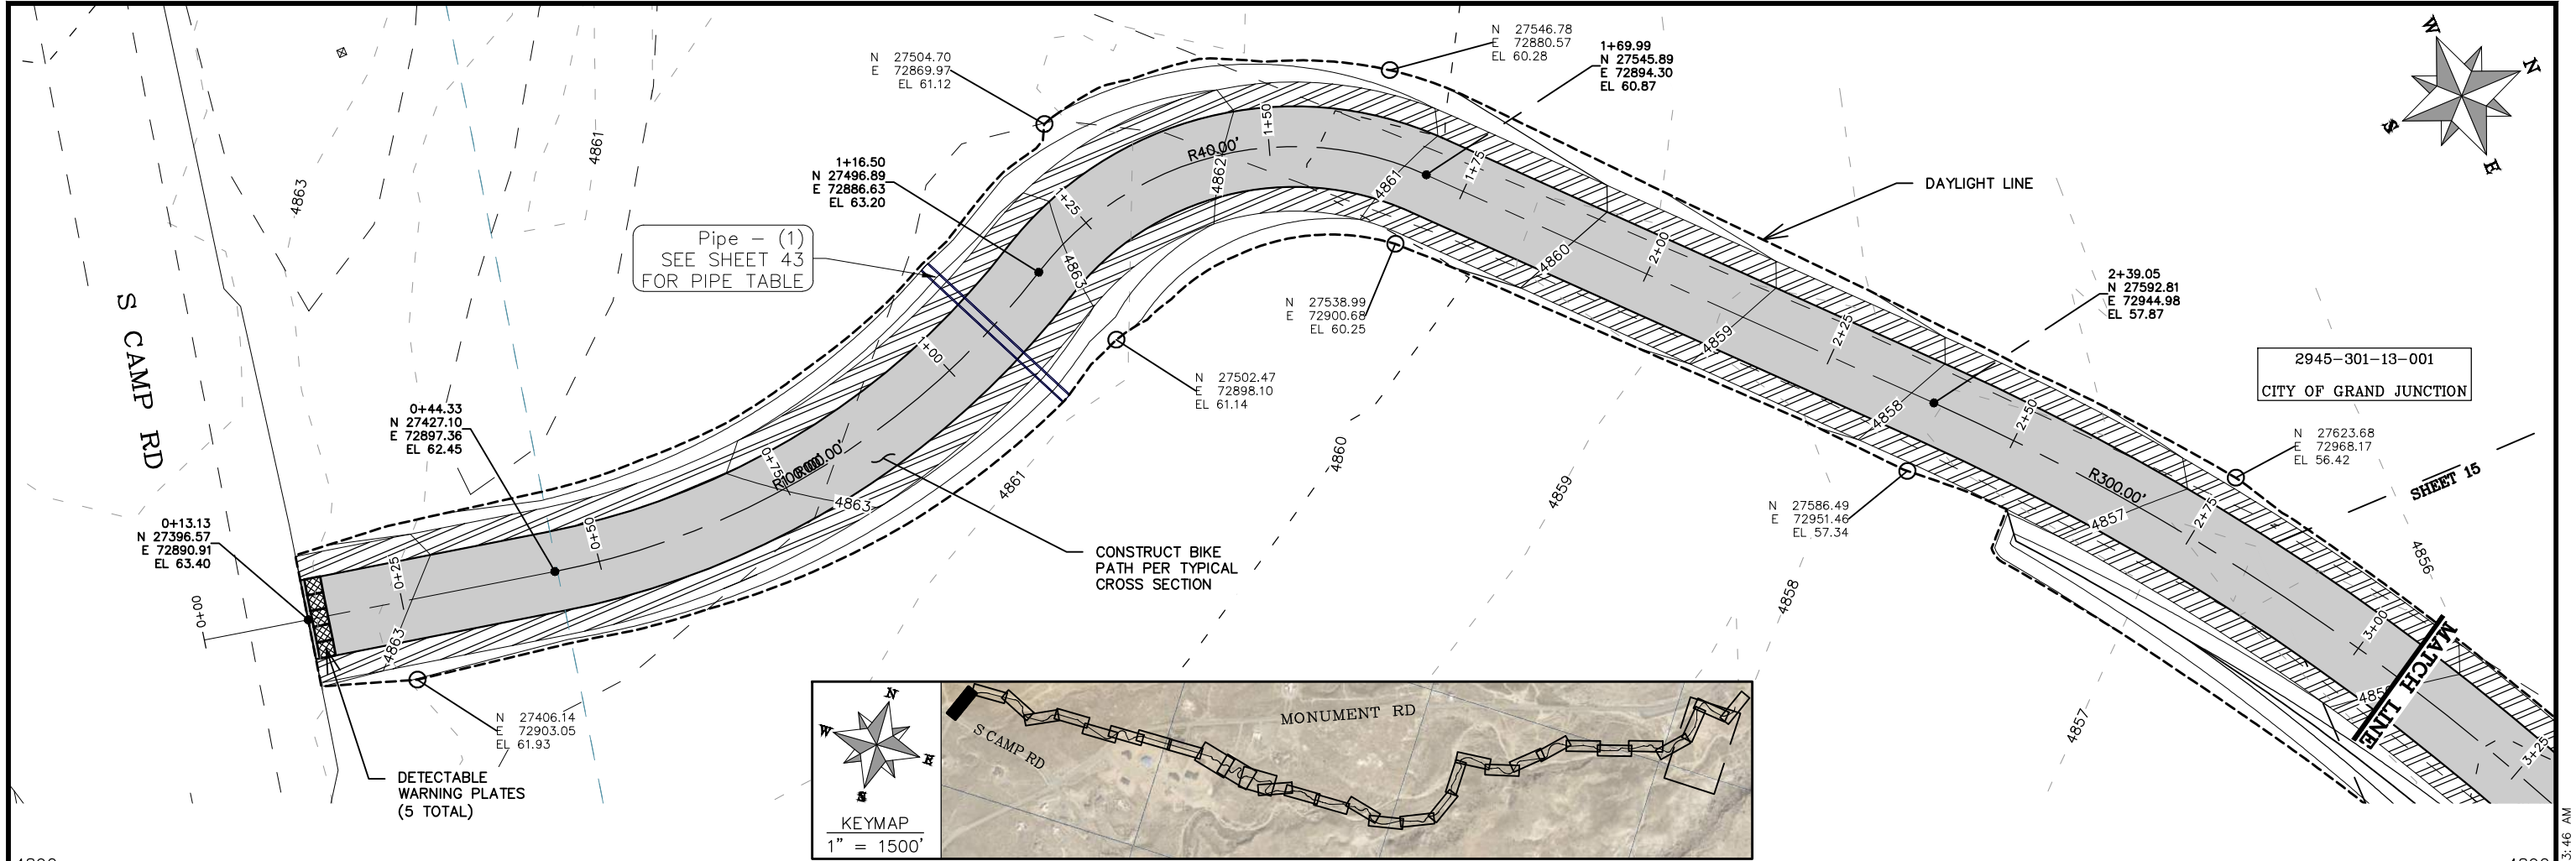 N 27504.70
E 72869.97
EL 61.12
N 27546.78
E 72880.57
EL 60.28
1+69.99
N 27545.89
E 72894.30
EL 60.87
W
N
S
E
4861
4863
1+16.50
N 27496.89
E 72886.63
EL 63.20
Pipe - (1)
SEE SHEET 43
FOR PIPE TABLE
1+25
R40.00'
1+50
4862
4861
1+75
4863
DAYLIGHT LINE
4860
2+00
N 27538.99
E 72900.68
EL 60.25
2+39.05
N 27592.81
E 72944.98
EL 57.87
4859
2+25
S CAMP RD
1+00
N 27502.47
E 72898.10
EL 61.14
2945-301-13-001
CITY OF GRAND JUNCTION
0+44.33
N 27427.10
E 72897.36
EL 62.45
4858
2+50
N 27623.68
E 72968.17
EL 56.42
SHEET 15
0+75
4863
4861
4860
4859
N 27586.49
E 72951.46
EL 57.34
R300.00'
4857
2+75
4856
0+13.13
N 27396.57
E 72890.91
EL 63.40
0+50
0+25
CONSTRUCT BIKE
PATH PER TYPICAL
CROSS SECTION
0+00
4863
4858
3+00
MATCH LINE
N 27406.14
E 72903.05
EL 61.93
4857
3+25
DETECTABLE
WARNING PLATES
(5 TOTAL)
N
W
E
S
KEYMAP
1" = 1500'
S CAMP RD
MONUMENT RD
3:46 AM